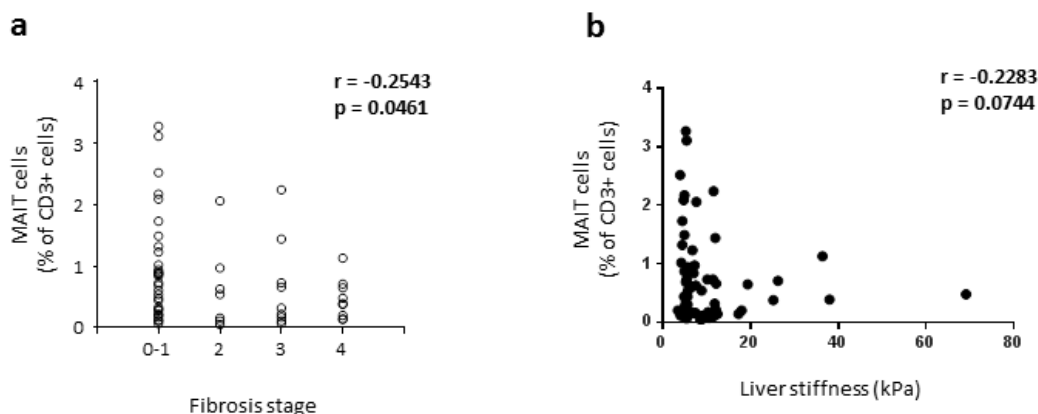 a
r = -0.2543
p = 0.0461
MAIT cells
(% of CD3+ cells)
4
3
2
1
0
0-1 2 3 4
Fibrosis stage
b
r = -0.2283
p = 0.0744
MAIT cells
(% of CD3+ cells)
4
3
2
1
0
0 20 40 60 80
Liver stiffness (kPa)